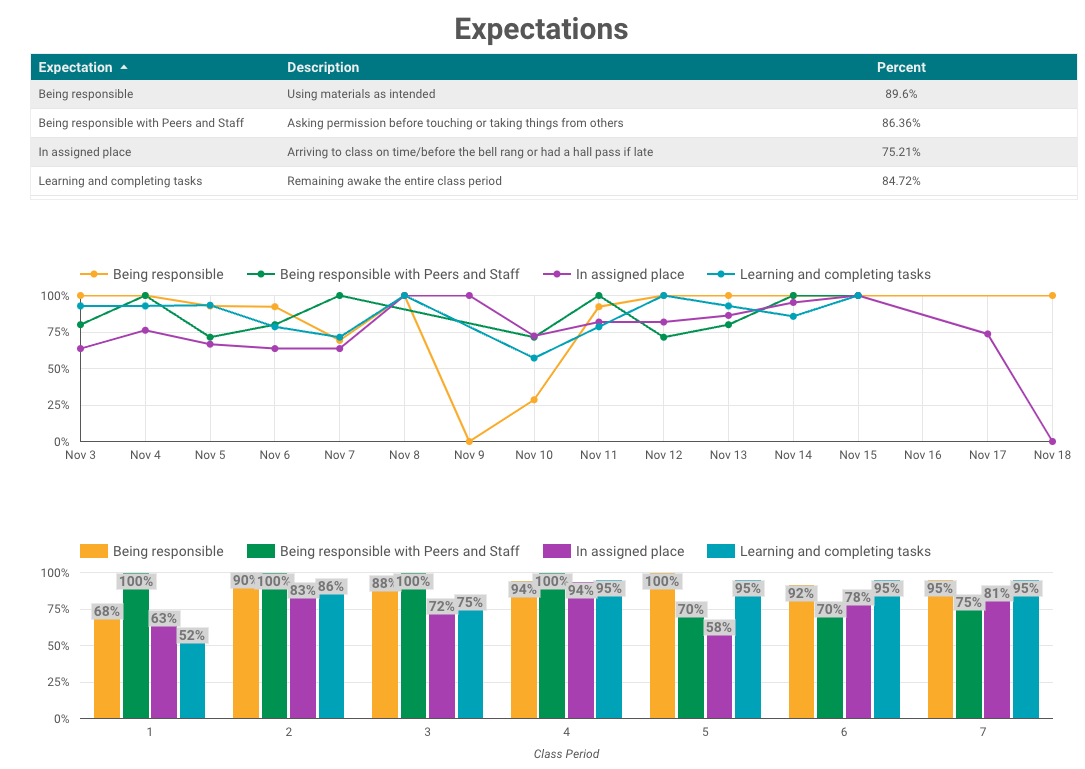 Expectations
Expectation Description Percent
Being responsible Using materials as intended 89.6%
Being responsible with Peers and Staff Asking permission before touching or taking things from others 86.36%
In assigned place Arriving to class on time/before the bell rang or had a hall pass if late 75.21%
Learning and completing tasks Remaining awake the entire class period 84.72%
Being responsible Being responsible with Peers and Staff In assigned place Learning and completing tasks
100%
75%
50%
25%
0%
Nov 3 Nov 4 Nov 5 Nov 6 Nov 7 Nov 8 Nov 9 Nov 10 Nov 11 Nov 12 Nov 13 Nov 14 Nov 15 Nov 16 Nov 17 Nov 18
Being responsible Being responsible with Peers and Staff In assigned place Learning and completing tasks
100%
75%
50%
25%
0%
68% 100% 63% 52% 90% 100% 83% 86% 88% 100% 72% 75% 94% 100% 94% 95% 100% 70% 58% 95% 92% 70% 78% 95% 95% 75% 81% 95%
1 2 3 4 5 6 7
Class Period